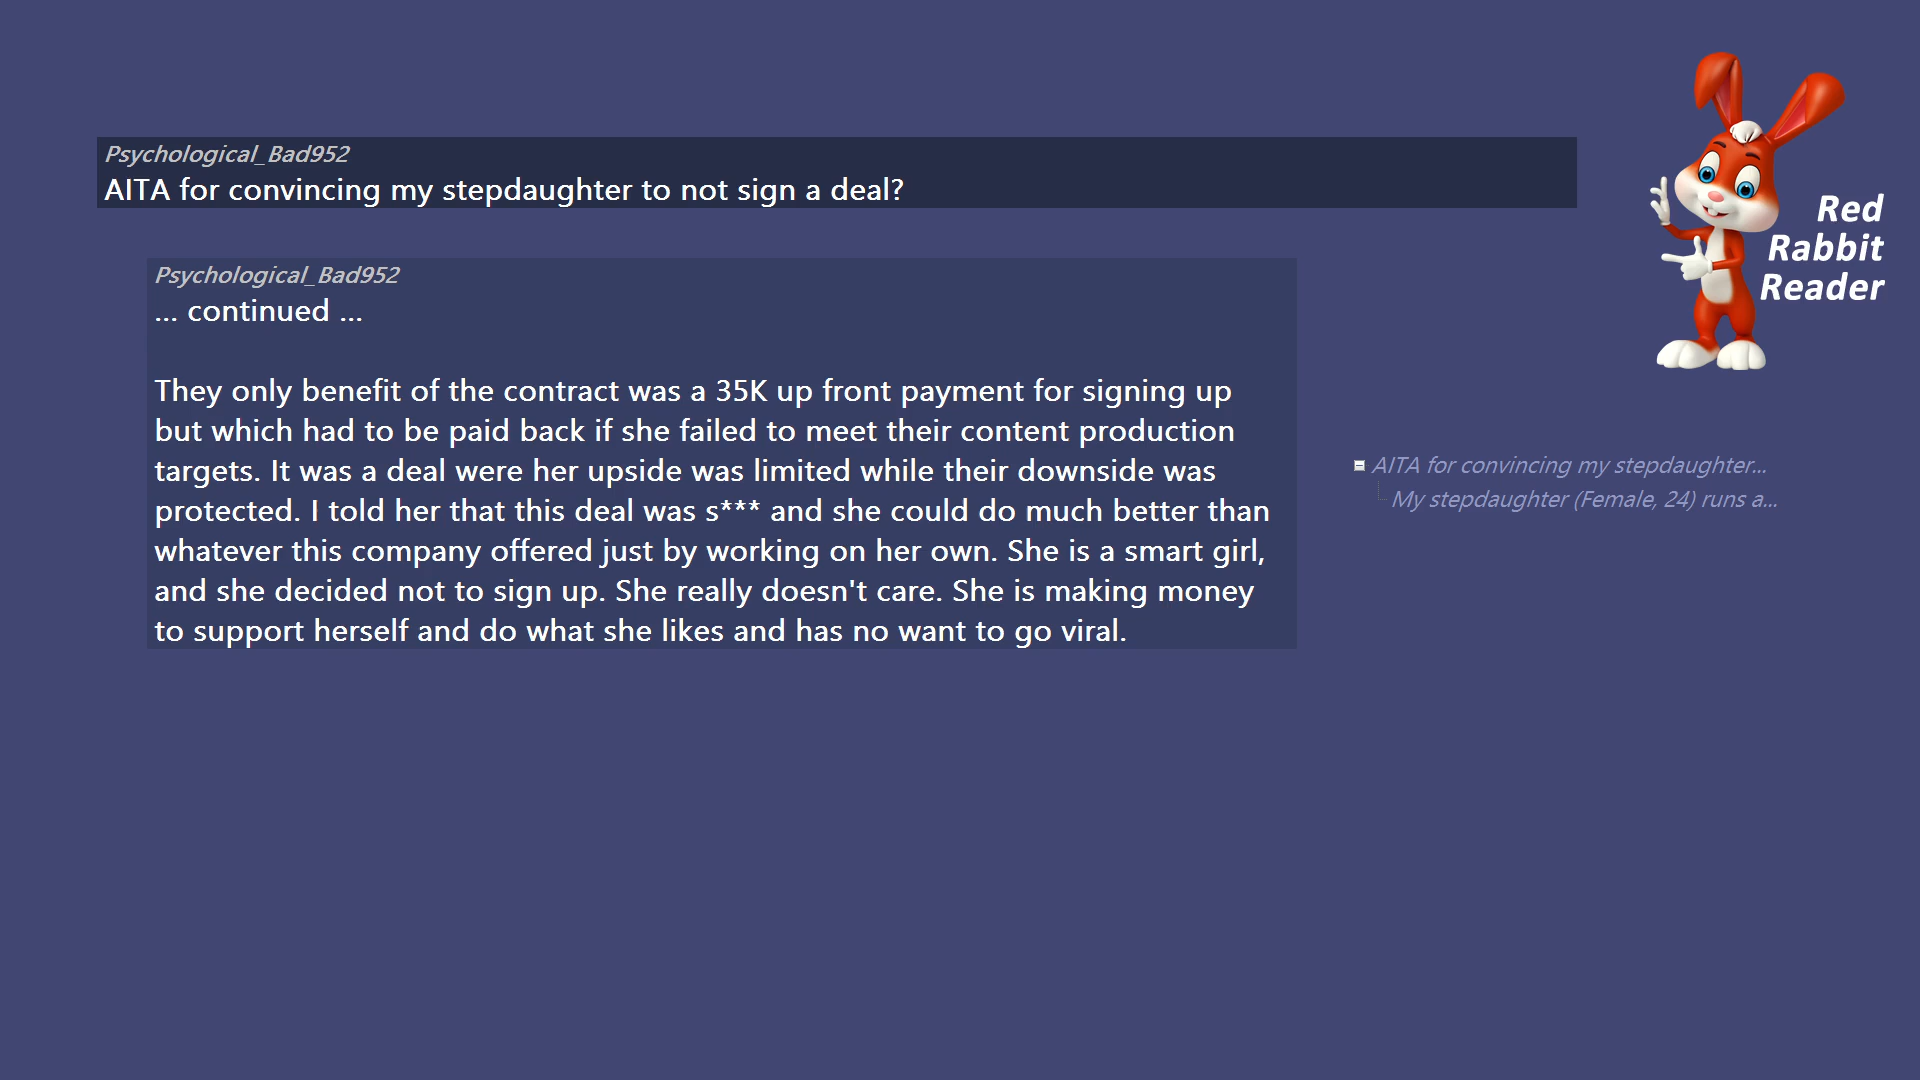 Psychological_Bad952
AITA for convincing my stepdaughter to not sign a deal?
Red
Rabbit
Reader
Psychological_Bad952
... continued ...
They only benefit of the contract was a 35K up front payment for signing up
but which had to be paid back if she failed to meet their content production
targets. It was a deal were her upside was limited while their downside was
protected. I told her that this deal was s*** and she could do much better than
whatever this company offered just by working on her own. She is a smart girl,
and she decided not to sign up. She really doesn't care. She is making money
to support herself and do what she likes and has no want to go viral.
AITA for convincing my stepdaughter...
My stepdaughter (Female, 24) runs a...